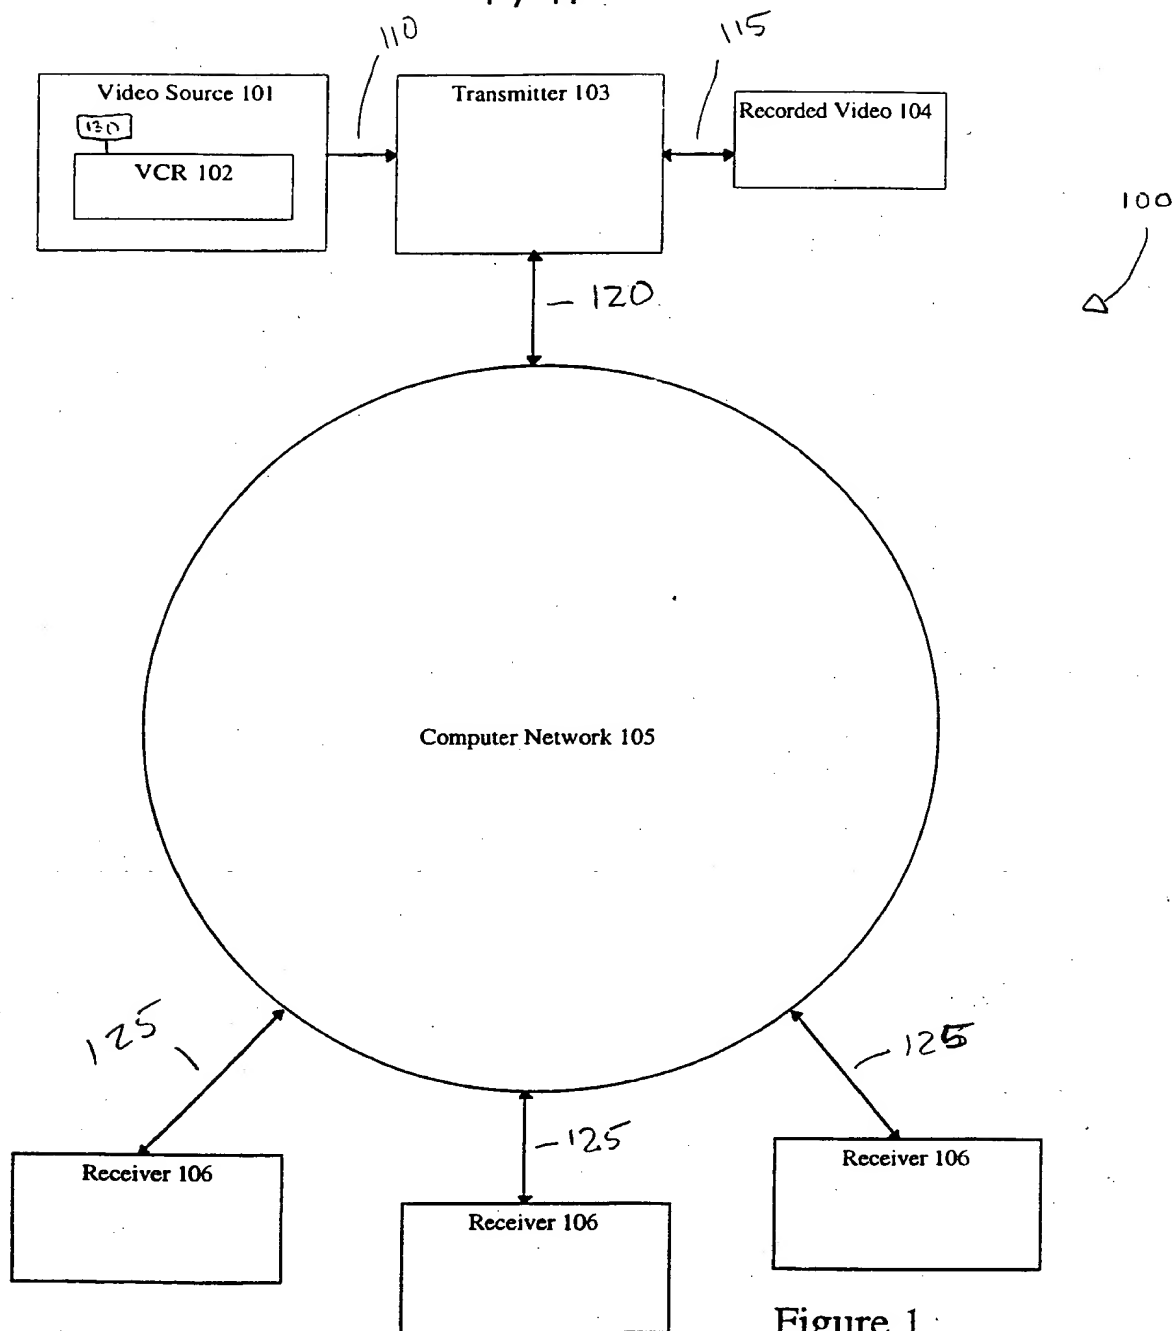 110
115
Video Source 101
130
VCR 102
Transmitter 103
Recorded Video 104
100
120
Computer Network 105
125
125
125
Receiver 106
Receiver 106
Receiver 106
Figure 1